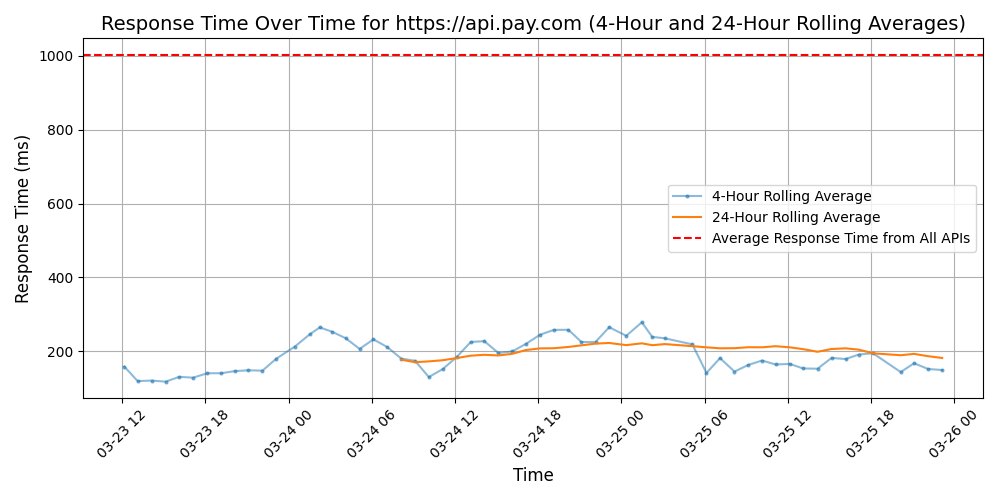 Response Time Over Time for https://api.pay.com (4-Hour and 24-Hour Rolling Averages)
Response Time (ms)
1000
800
600
400
200
4-Hour Rolling Average
24-Hour Rolling Average
Average Response Time from All APIs
03-23 12
03-23 18
03-24 00
03-24 06
03-24 12
03-24 18
03-25 00
03-25 06
03-25 12
03-25 18
03-26 00
Time